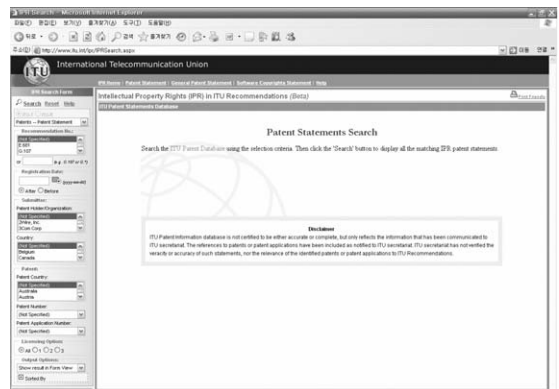 IPR Search - Microsoft Internet Explorer
http://www.itu.int/ipr/IPRSearch.aspx
ITU
International Telecommunication Union
IPR Home | Patent Statement | General Patent Statement | Software Copyrights Statement | Help
IPR Search Form
Search Reset Help
Patents -- Patent Statement
Recommendation No.:
(Not Specified)
E.601
G.107
or
Registration Date:
After Before
Submitter:
Patent Holder/Organization:
(Not Specified)
2Wire, Inc.
3Com Corp.
Country:
(Not Specified)
Belgium
Canada
Patent:
Patent Country:
(Not Specified)
Australia
Austria
Patent Number:
(Not Specified)
Patent Application Number:
(Not Specified)
Licensing Option:
All 1 2 3
Output Options:
Show result in Form View
Sorted By
Intellectual Property Rights (IPR) in ITU Recommendations (Beta)
Print Friendly
ITU Patent Statements Database
Patent Statements Search
Search the ITU Patent Database using the selection criteria. Then click the 'Search' button to display all the matching IPR patent statements.
Disclaimer
ITU Patent Information database is not certified to be either accurate or complete, but only reflects the information that has been communicated to
ITU secretariat. The references to patents or patent applications have been included as notified to ITU secretariat. ITU secretariat has not verified the
veracity or accuracy of such statements, nor the relevance of the identified patents or patent applications to ITU Recommendations.